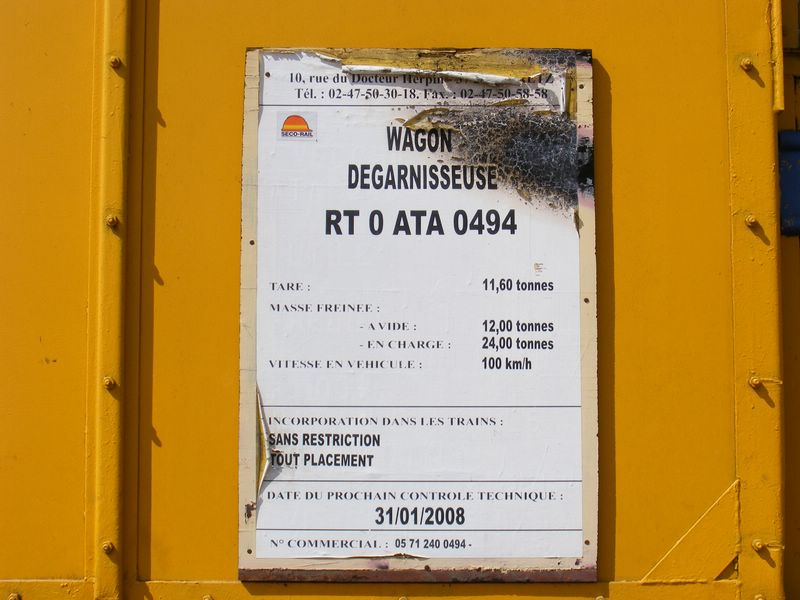 10, rue du Docteur Herpin
Tél. : 02-47-50-30-18. Fax. : 02-47-50-58-58
SECO-RAIL
WAGON
DEGARNISSEUSE
RT 0 ATA 0494
TARE : 11,60 tonnes
MASSE FREINEE :
- A VIDE : 12,00 tonnes
- EN CHARGE : 24,00 tonnes
VITESSE EN VEHICULE : 100 km/h
INCORPORATION DANS LES TRAINS :
SANS RESTRICTION
TOUT PLACEMENT
DATE DU PROCHAIN CONTROLE TECHNIQUE :
31/01/2008
N° COMMERCIAL : 05 71 240 0494 -